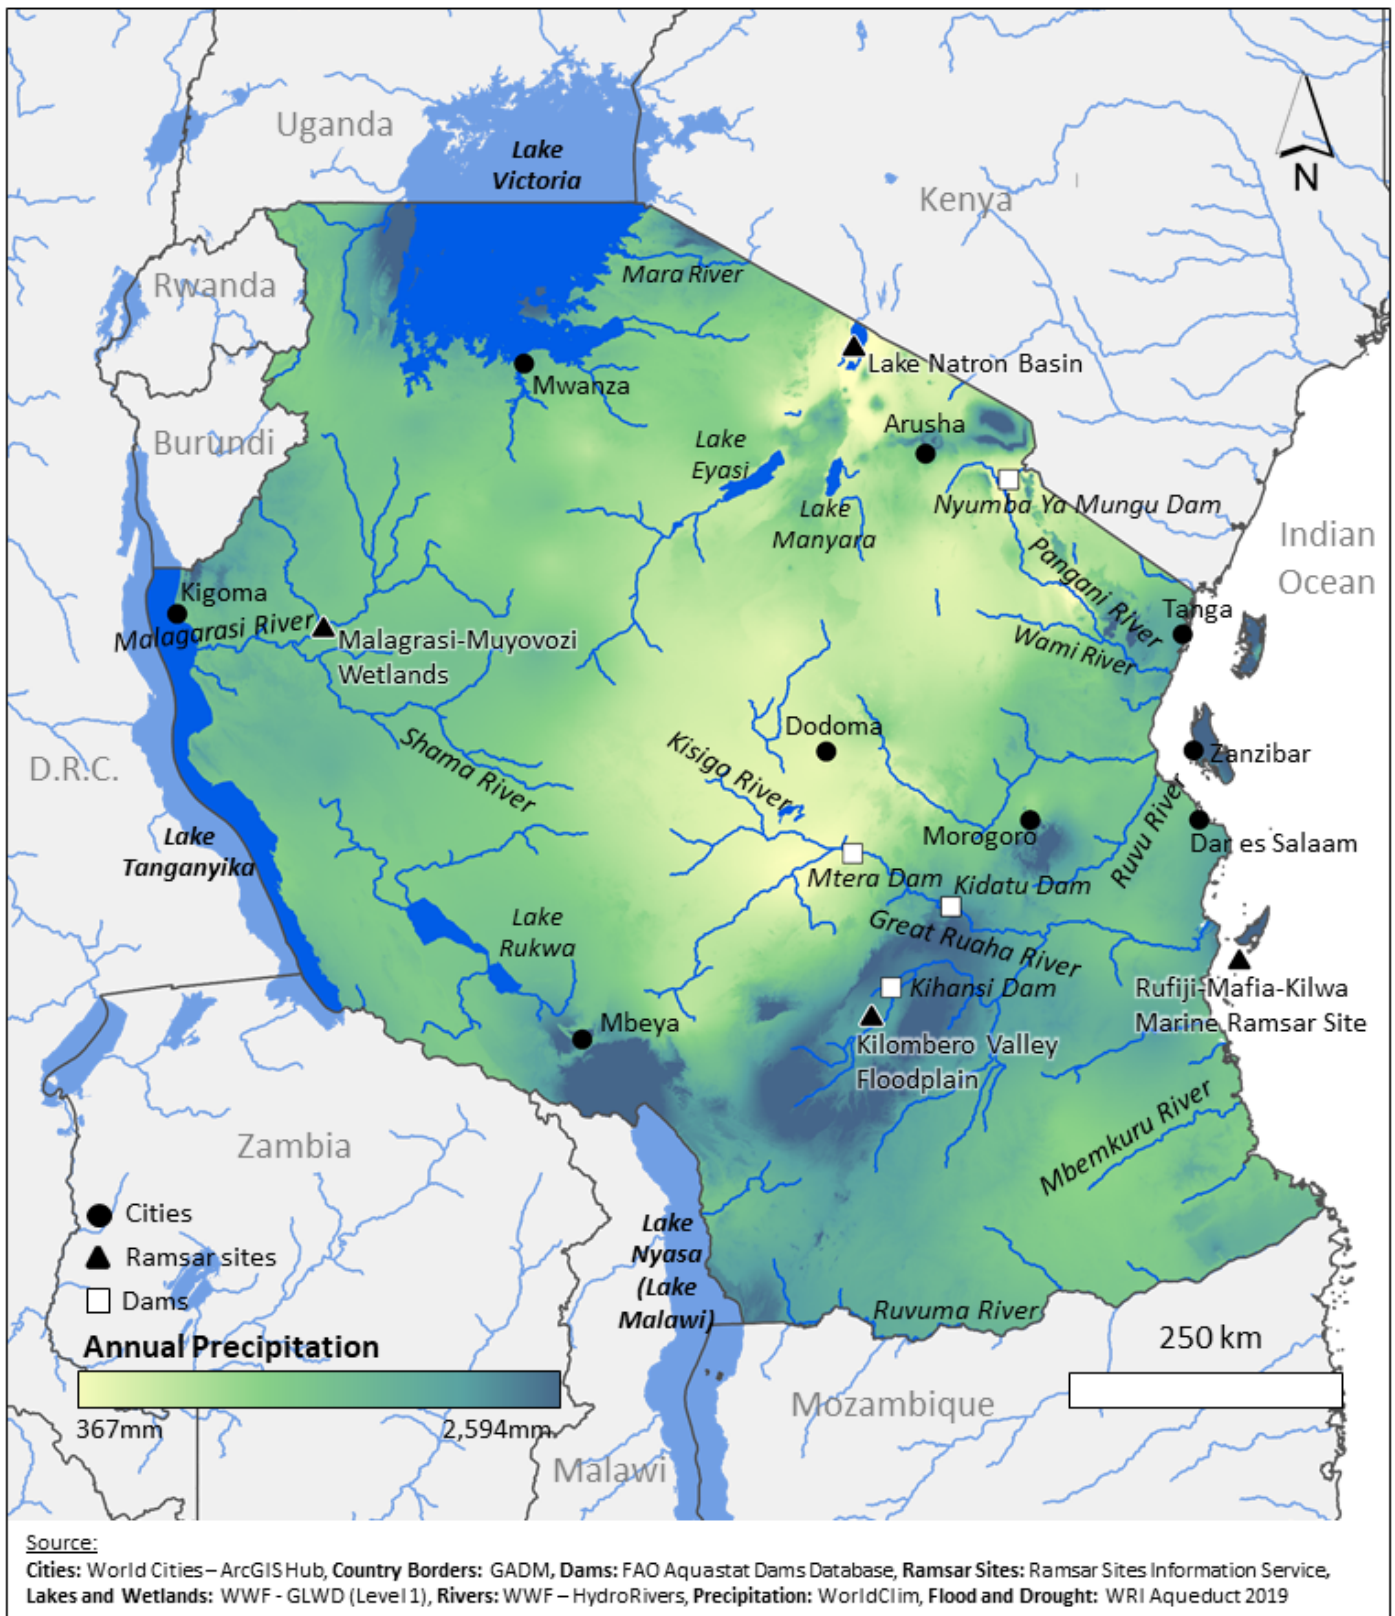 Uganda
Lake
Victoria
Kenya
N
Rwanda
Mara River
Lake Natron Basin
Mwanza
Burundi
Arusha
Lake
Eyasi
Nyumba Ya Mungu Dam
Lake
Manyara
Indian
Ocean
Pangani River
Kigoma
Tanga
Malagarasi River
Malagrasi-Muyovozi
Wetlands
Wami River
Dodoma
Kisigo River
Shama River
Zanzibar
D.R.C.
Lake
Tanganyika
Morogoro
Ruvu River
Dar es Salaam
Mtera Dam
Kidatu Dam
Lake
Rukwa
Great Ruaha River
Kihansi Dam
Rufiji-Mafia-Kilwa
Marine Ramsar Site
Mbeya
Kilombero Valley
Floodplain
Mbemkuru River
Zambia
Cities
Ramsar sites
Dams
Lake
Nyasa
(Lake
Malawi)
Ruvuma River
Annual Precipitation
367mm
2,594mm
250 km
Mozambique
Malawi
Source:
Cities: World Cities – ArcGIS Hub, Country Borders: GADM, Dams: FAO Aquastat Dams Database, Ramsar Sites: Ramsar Sites Information Service,
Lakes and Wetlands: WWF - GLWD (Level 1), Rivers: WWF – HydroRivers, Precipitation: WorldClim, Flood and Drought: WRI Aqueduct 2019